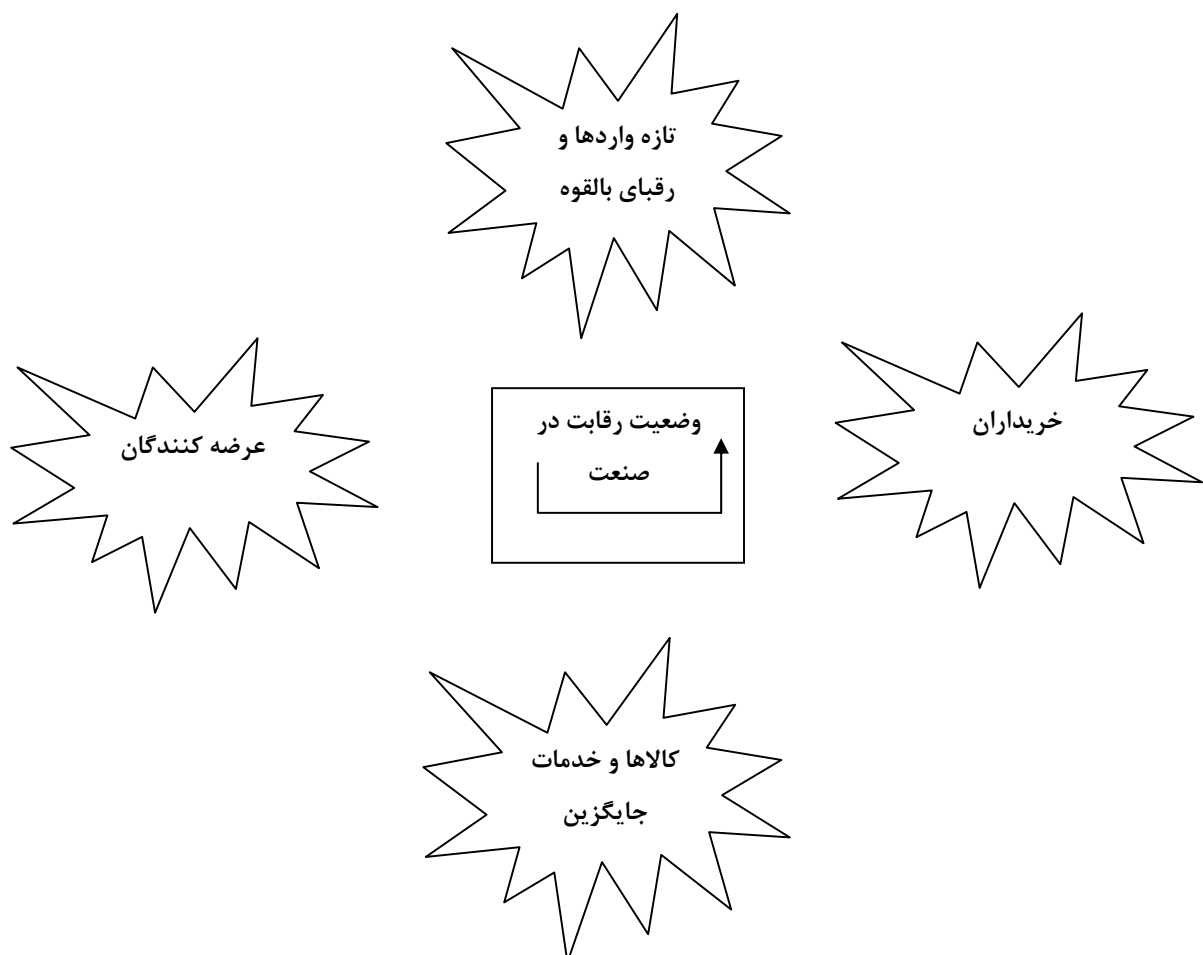 تازه واردها و
رقبای بالقوه
خریداران
وضعیت رقابت در
صنعت
عرضه کنندگان
کالاها و خدمات
جایگزین